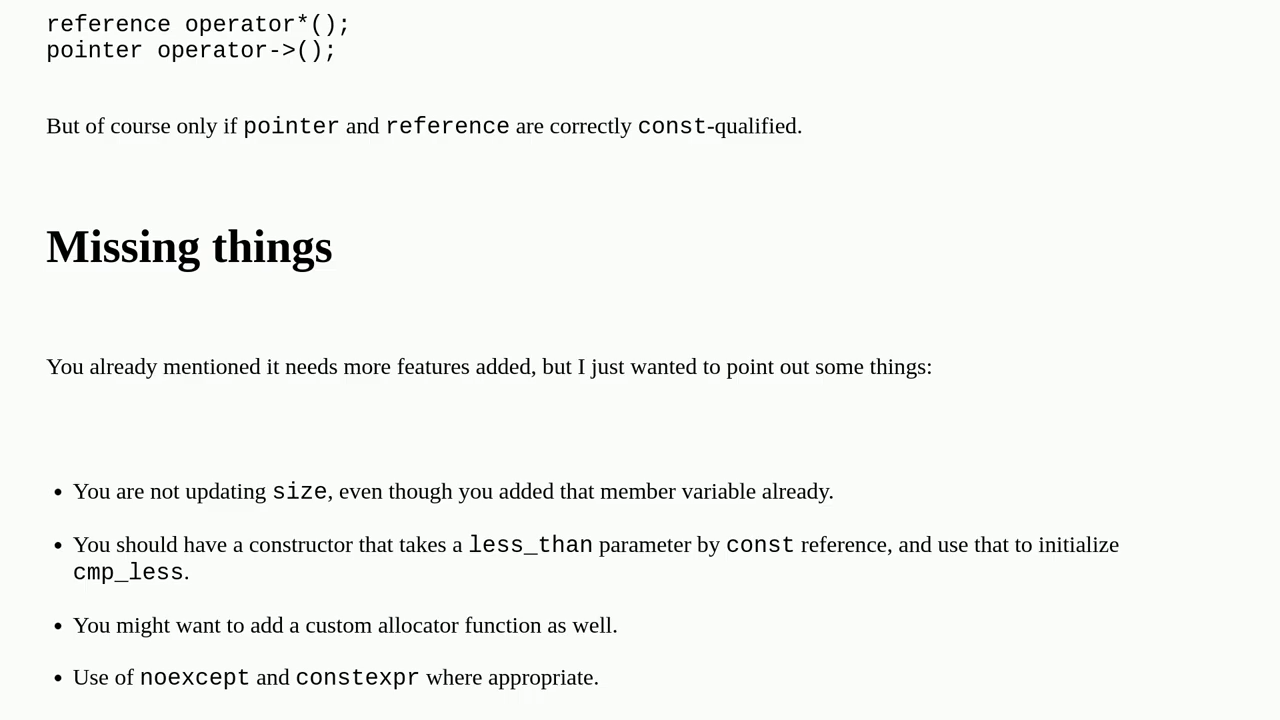 reference operator*();
pointer operator->();
But of course only if pointer and reference are correctly const-qualified.
Missing things
You already mentioned it needs more features added, but I just wanted to point out some things:
• You are not updating size, even though you added that member variable already.
• You should have a constructor that takes a less_than parameter by const reference, and use that to initialize
cmp_less.
• You might want to add a custom allocator function as well.
• Use of noexcept and constexpr where appropriate.